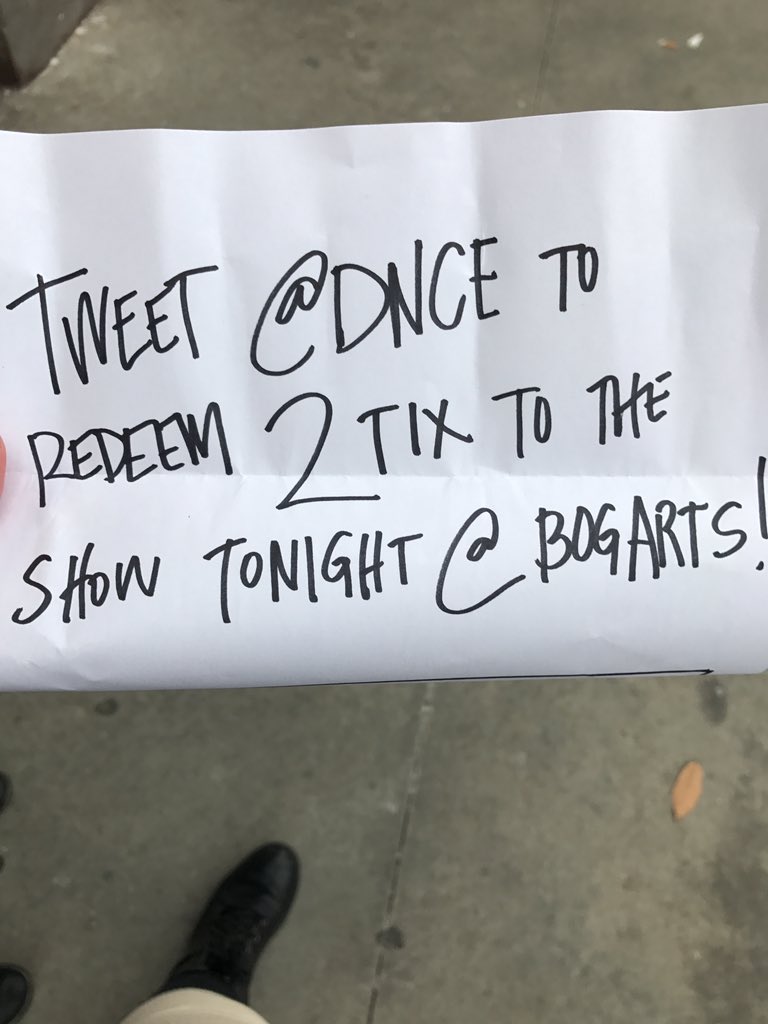 TWEET @DNCE TO
REDEEM 2 TIX TO THE
SHOW TONIGHT @ BOGARTS!